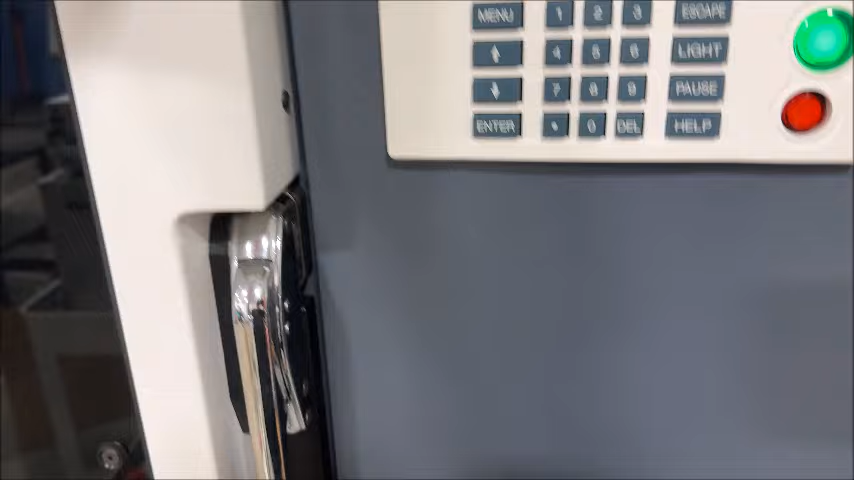 MENU 1 2 3 ESCAPE
↑ 4 5 6 LIGHT
↓ 7 8 9 PAUSE
ENTER • 0 DEL HELP